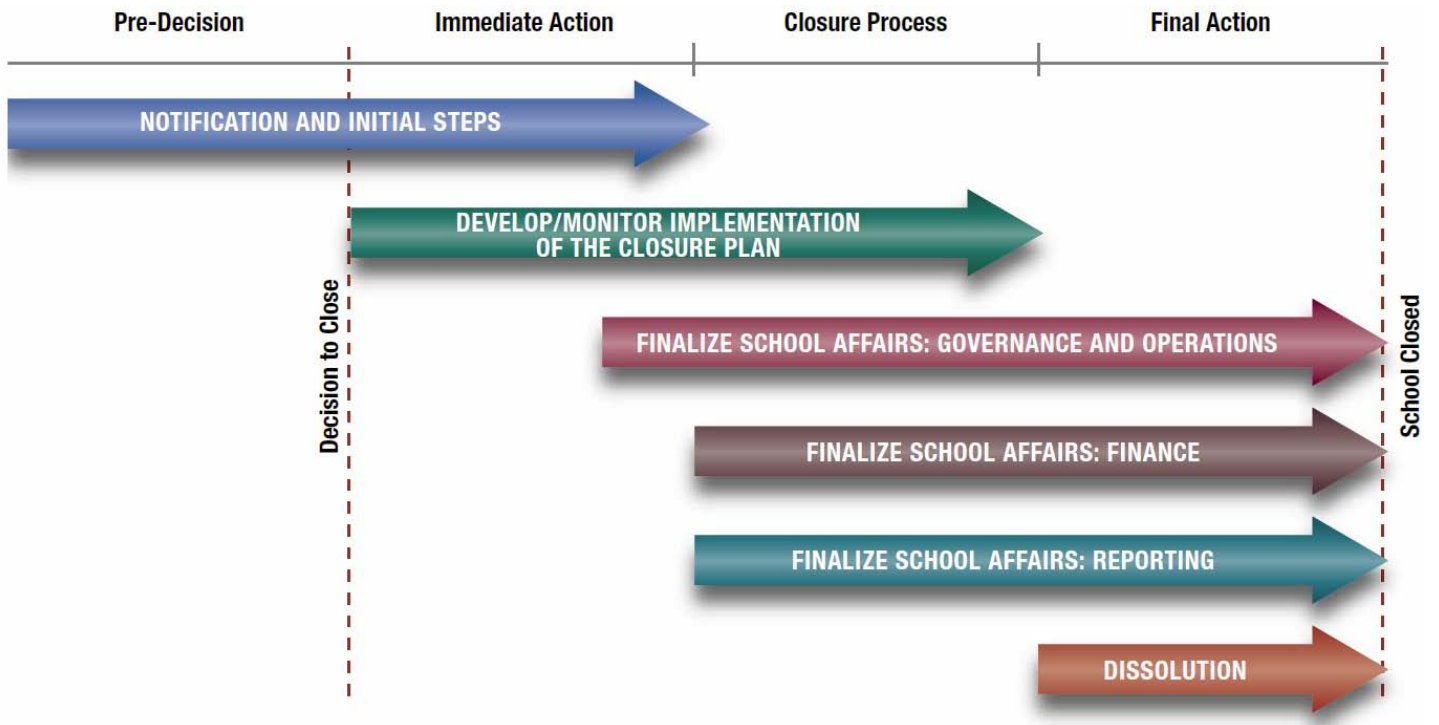 Pre-Decision
Immediate Action
Closure Process
Final Action
NOTIFICATION AND INITIAL STEPS
DEVELOP/MONITOR IMPLEMENTATION
OF THE CLOSURE PLAN
Decision to Close
FINALIZE SCHOOL AFFAIRS: GOVERNANCE AND OPERATIONS
School Closed
FINALIZE SCHOOL AFFAIRS: FINANCE
FINALIZE SCHOOL AFFAIRS: REPORTING
DISSOLUTION